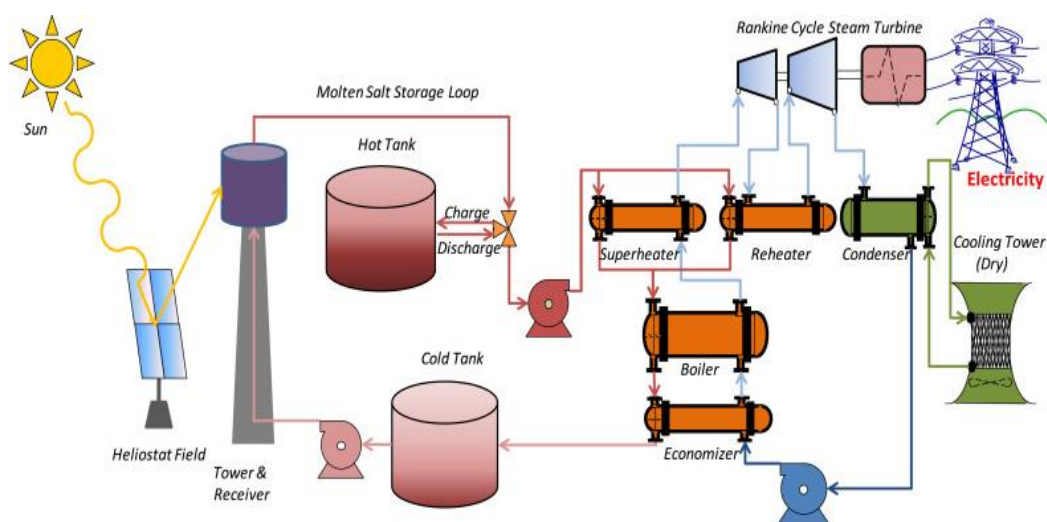 Rankine Cycle Steam Turbine
Sun
Molten Salt Storage Loop
Hot Tank
Charge
Discharge
Electricity
Superheater
Reheater
Condenser
Cooling Tower
(Dry)
Boiler
Cold Tank
Economizer
Heliostat Field
Tower &
Receiver